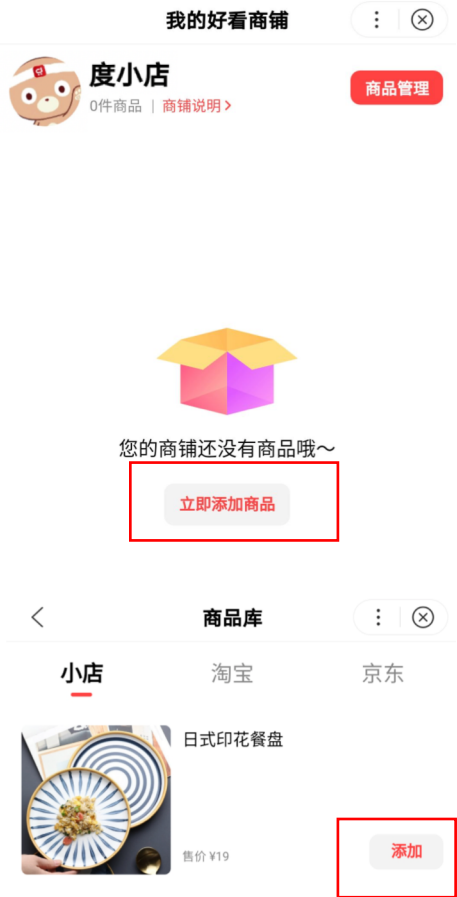 我的好看商铺
度小店
0件商品 | 商铺说明 >
商品管理
您的商铺还没有商品哦～
立即添加商品
商品库
小店 淘宝 京东
日式印花餐盘
售价 ¥19
添加